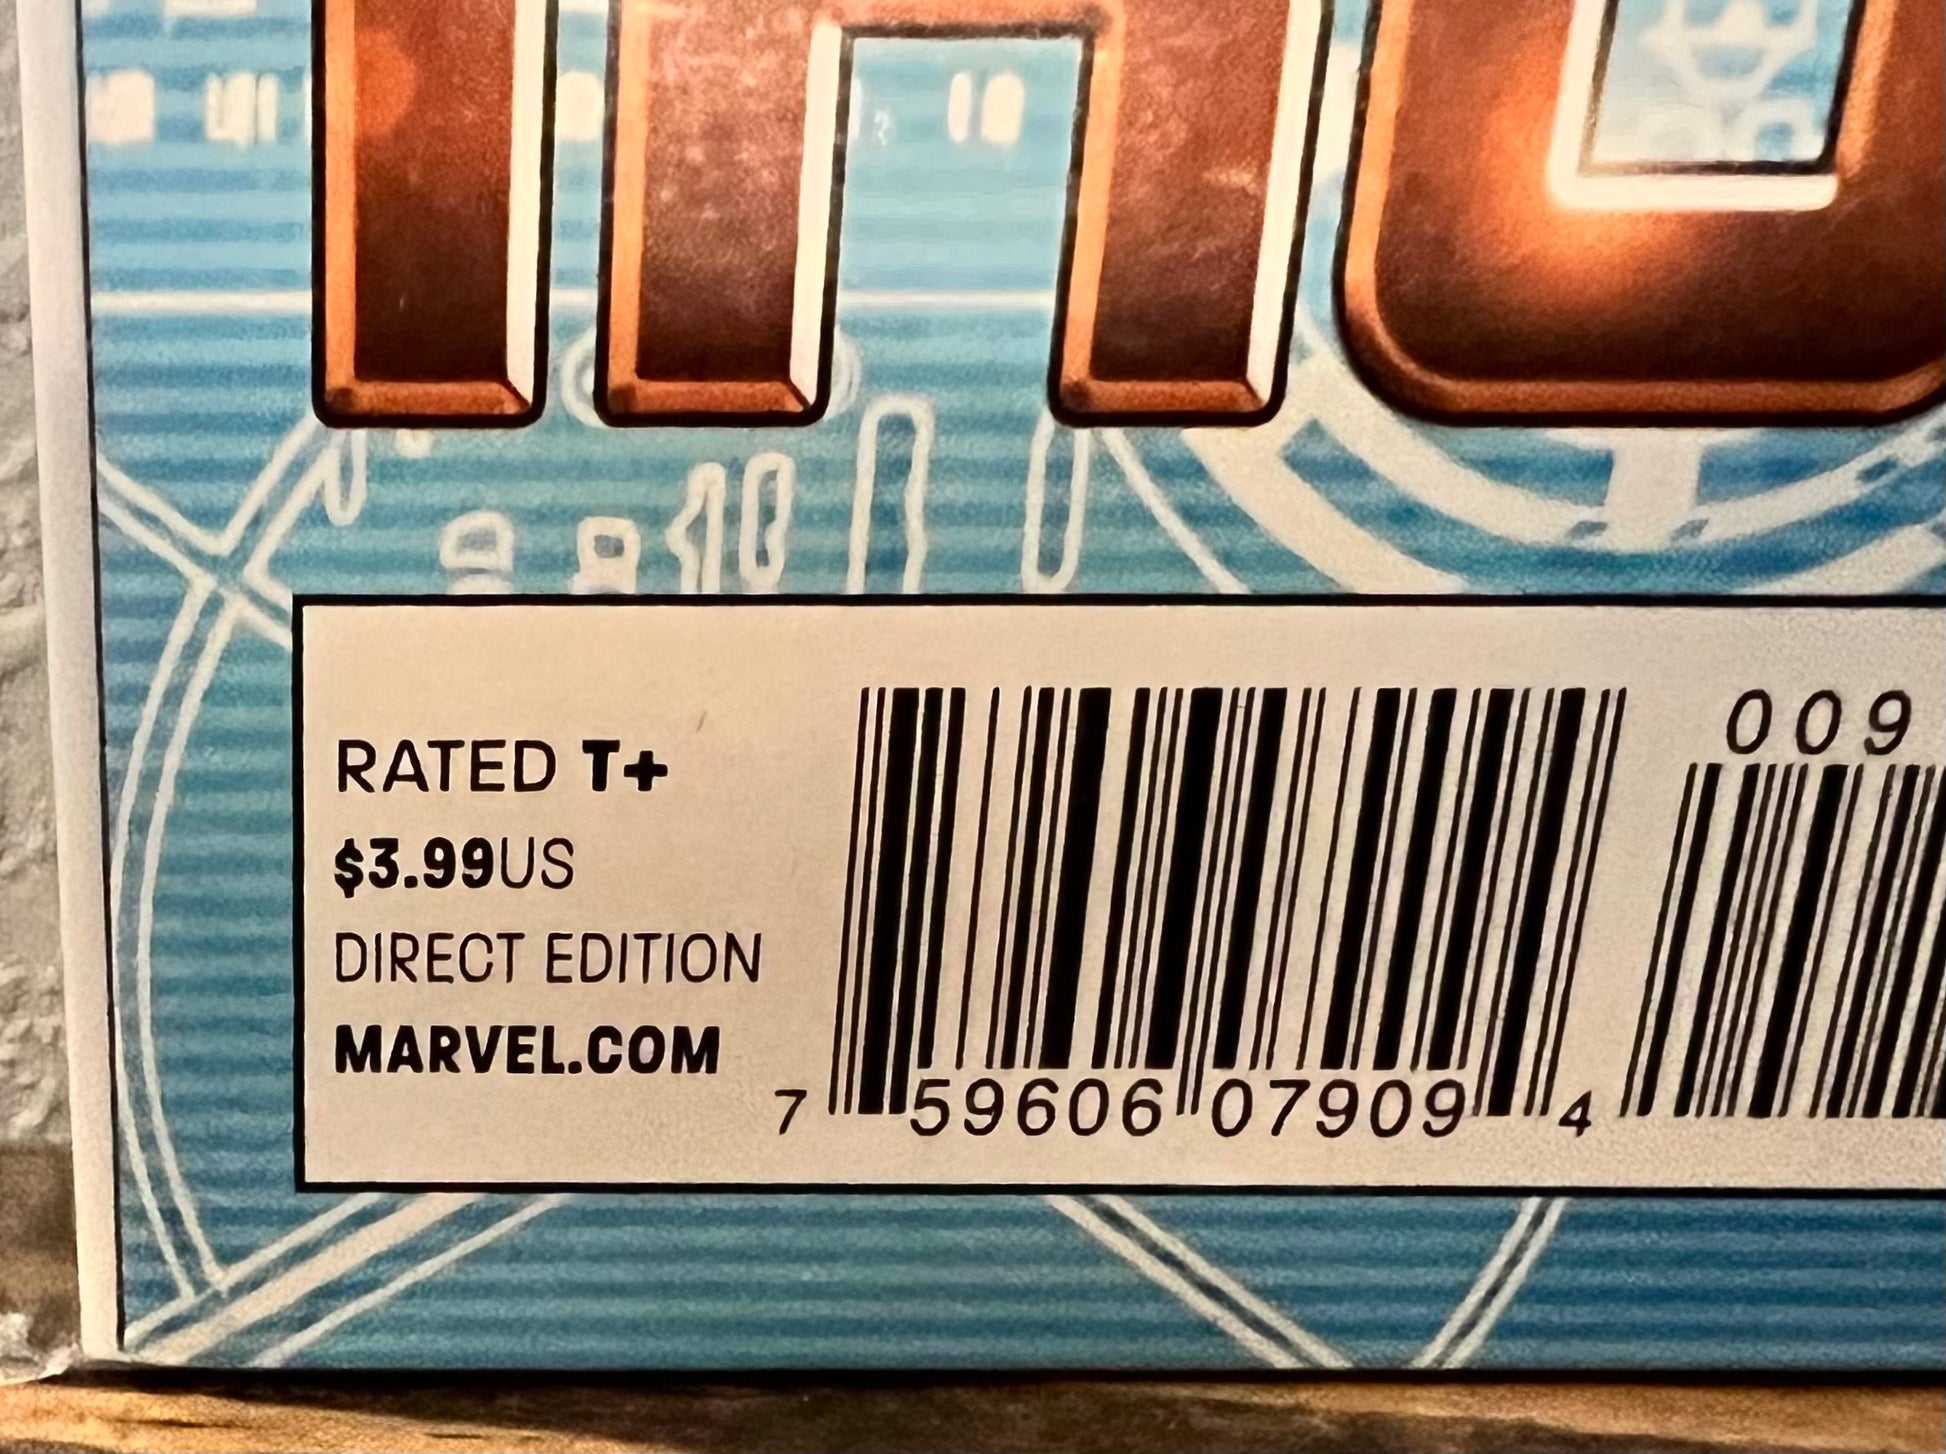 009
RATED T+
$3.99US
DIRECT EDITION
MARVEL.COM
7 59606 07909 4